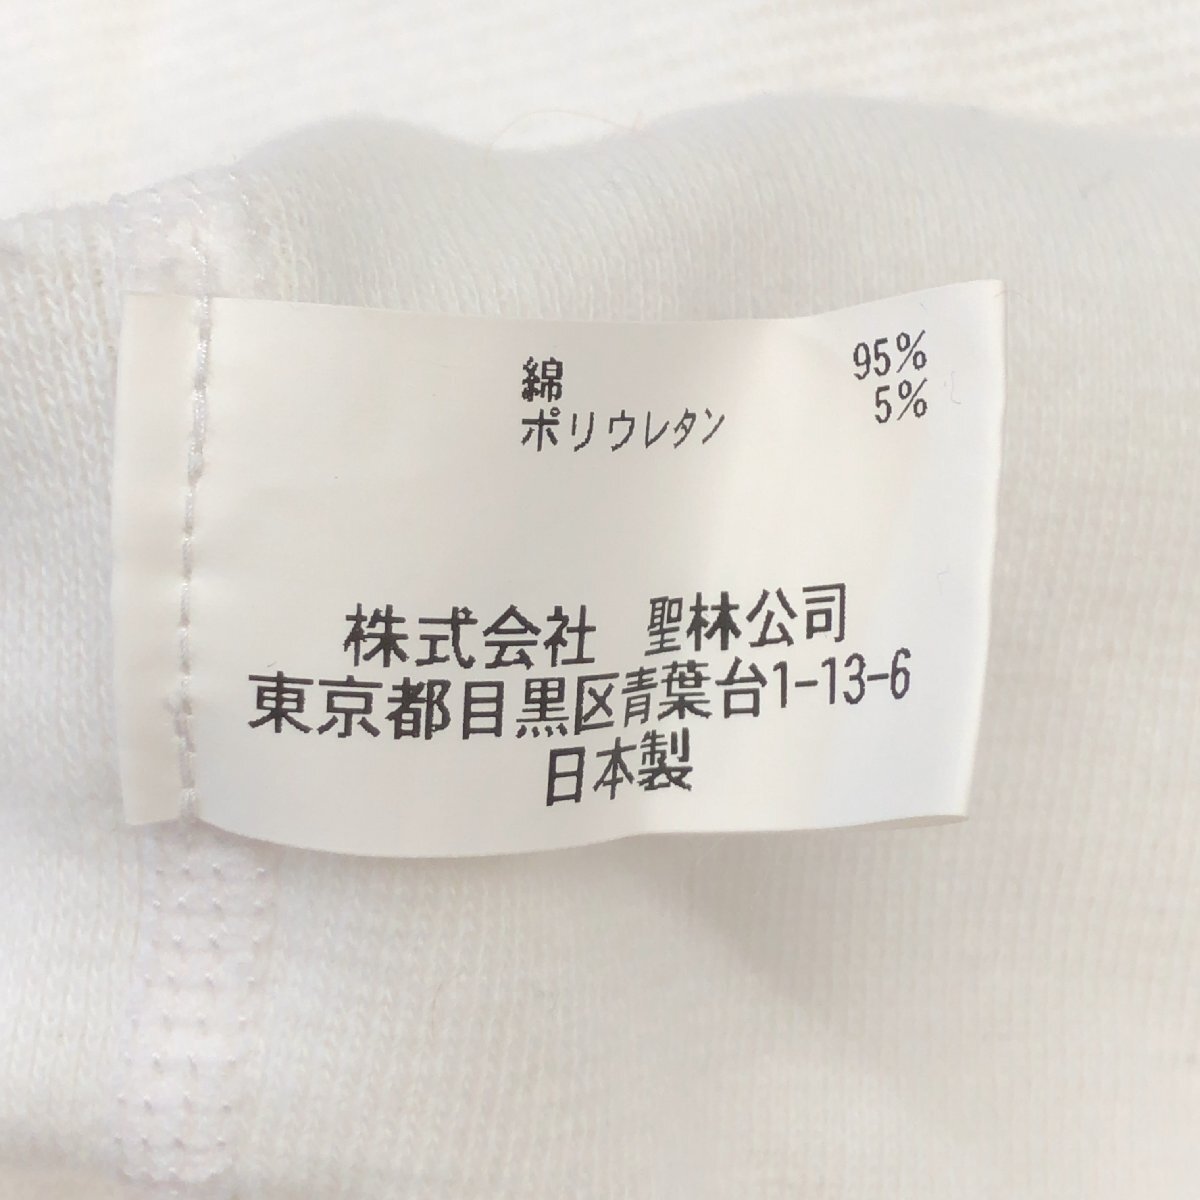 綿 95%
ポリウレタン 5%
株式会社 聖林公司
東京都目黒区青葉台1-13-6
日本製